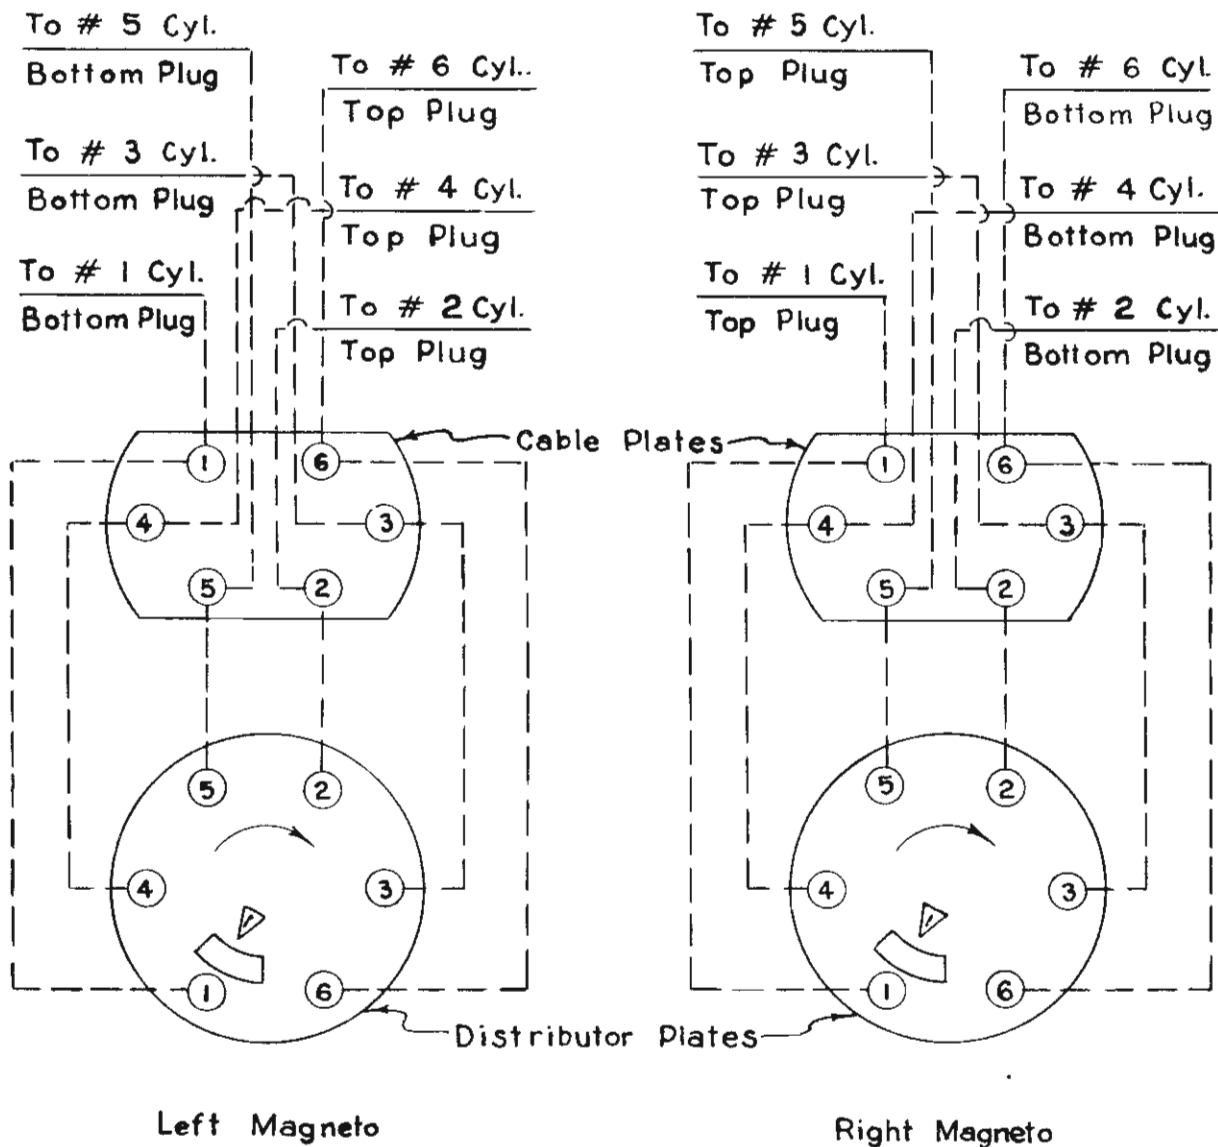 To # 5 Cyl.
Bottom Plug
To # 6 Cyl..
Top Plug
To # 3 Cyl.
Bottom Plug
To # 4 Cyl.
Top Plug
To # 1 Cyl.
Bottom Plug
To # 2 Cyl.
Top Plug
To # 5 Cyl.
Top Plug
To # 6 Cyl.
Bottom Plug
To # 3 Cyl.
Top Plug
To # 4 Cyl.
Bottom Plug
To # 1 Cyl.
Top Plug
To # 2 Cyl.
Bottom Plug
Cable Plates
1
6
4
3
5
2
1
6
4
3
5
2
5
2
4
3
1
1
6
5
2
4
3
1
1
6
Distributor Plates
Left Magneto
Right Magneto